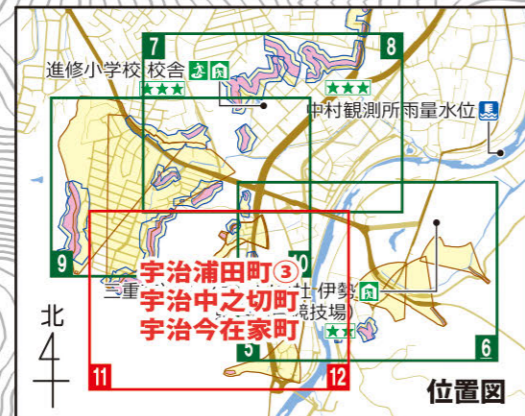 7
8
進修小学校 校舎
★★★
★★★
中村観測所雨量水位
9
10
宇治浦田町③
三重
社 伊勢
宇治中之切町
競技場)
宇治今在家町
★★
北
5
6
11
12
位置図